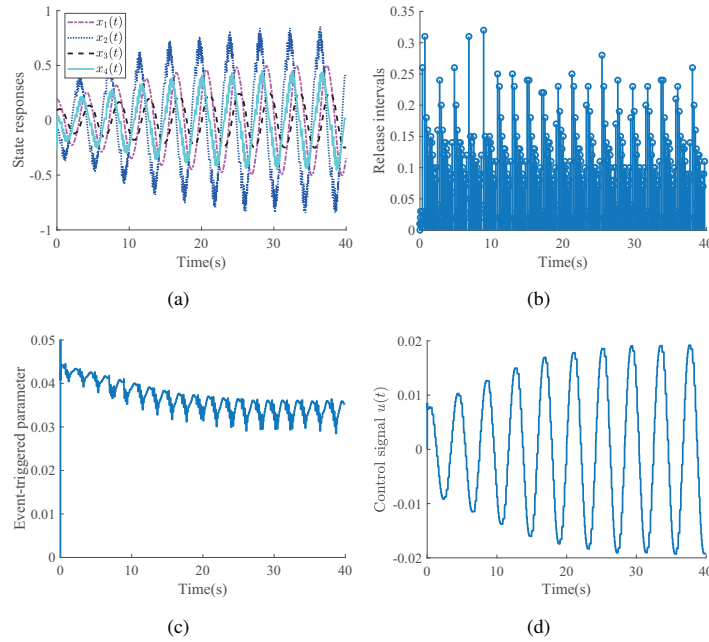 1
0.5
0
-0.5
-1
State responses
x₁(t)
x₂(t)
x₃(t)
x₄(t)
0 10 20 30 40
Time(s)
(a)
0.35
0.3
0.25
0.2
0.15
0.1
0.05
0
Release intervals
0 10 20 30 40
Time(s)
(b)
0.05
0.04
0.03
0.02
0.01
0
Event-triggered parameter
0 10 20 30 40
Time(s)
(c)
0.02
0.01
0
-0.01
-0.02
Control signal u(t)
0 10 20 30 40
Time(s)
(d)